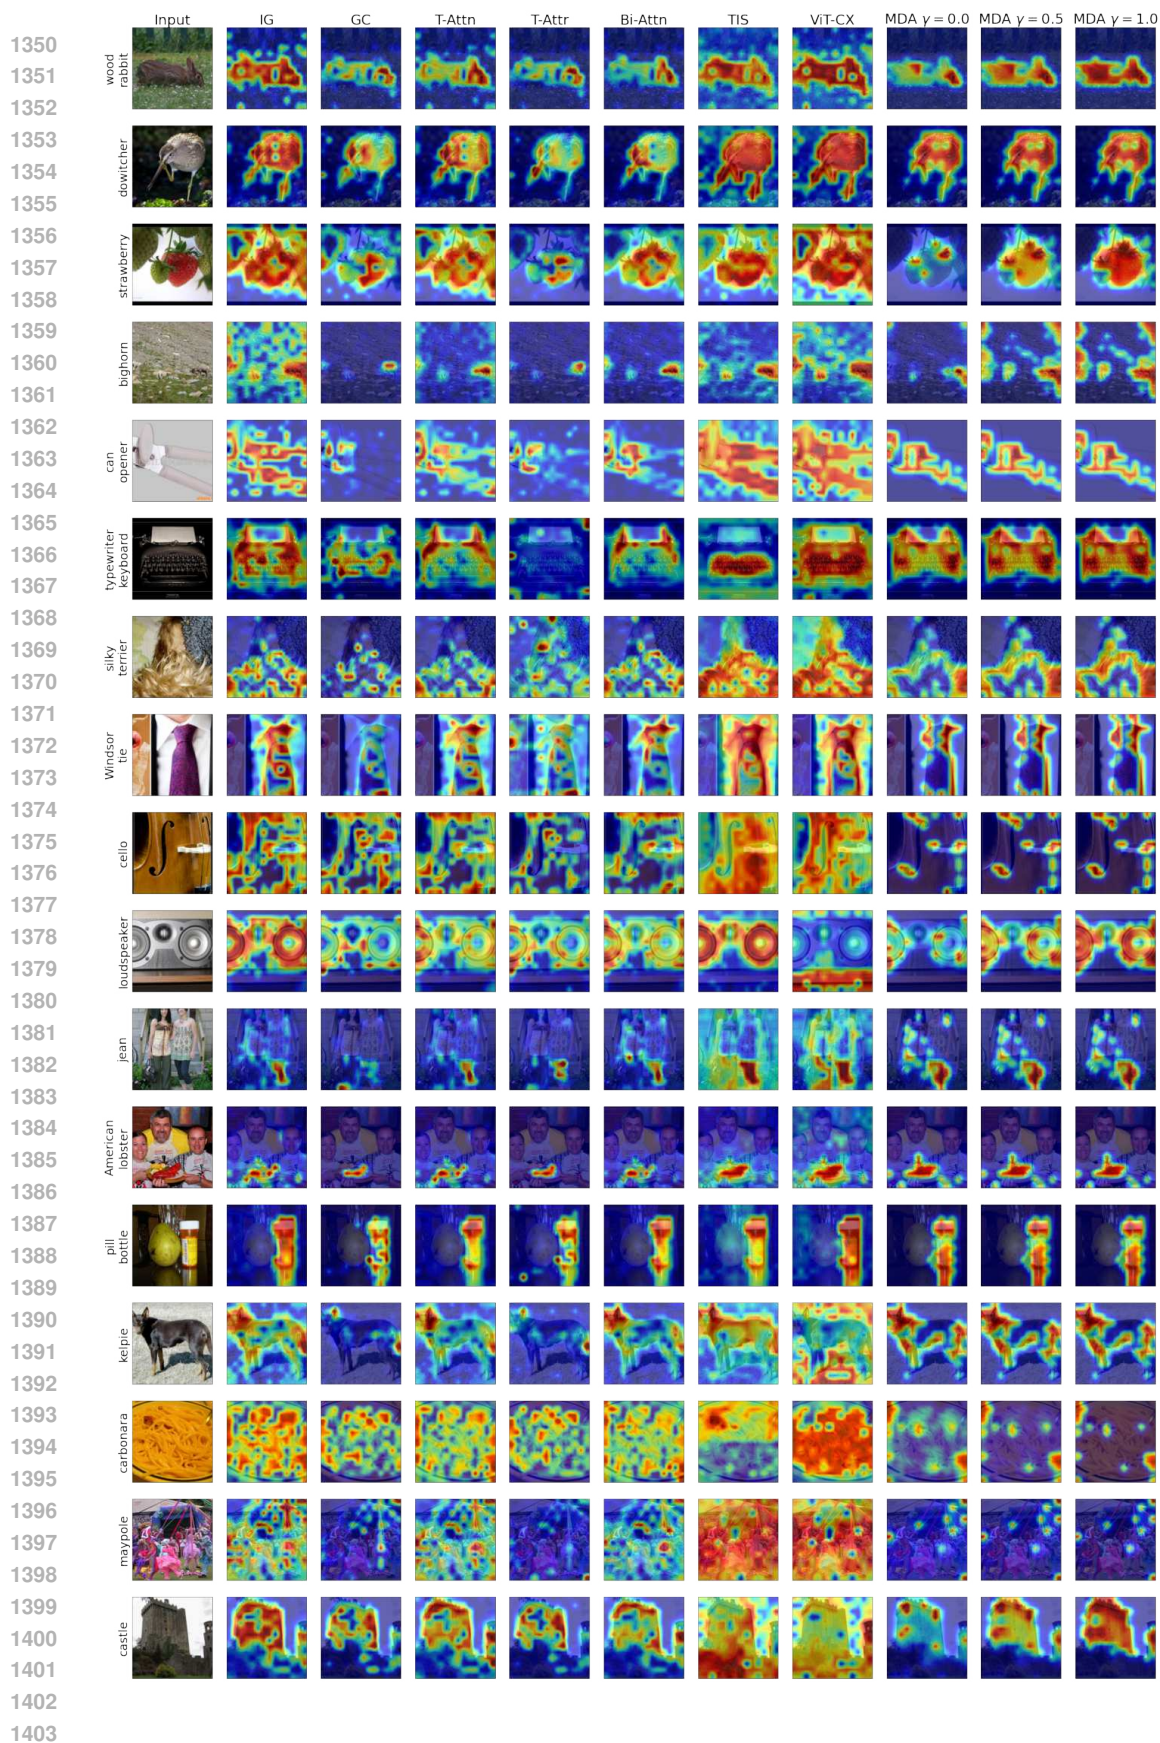 Input IG GC T-Attn T-Attr Bi-Attn TIS ViT-CX MDA γ = 0.0 MDA γ = 0.5 MDA γ = 1.0
1350
1351
1352
wood
rabbit
1353
1354
1355
dowitcher
1356
1357
1358
strawberry
1359
1360
1361
bighorn
1362
1363
1364
can
opener
1365
1366
1367
typewriter
keyboard
1368
1369
1370
silky
terrier
1371
1372
1373
Windsor
tie
1374
1375
1376
cello
1377
1378
1379
loudspeaker
1380
1381
1382
jean
1383
1384
1385
American
lobster
1386
1387
1388
pill
bottle
1389
1390
1391
kelpie
1392
1393
1394
carbonara
1395
1396
1397
maypole
1398
1399
1400
castle
1401
1402
1403